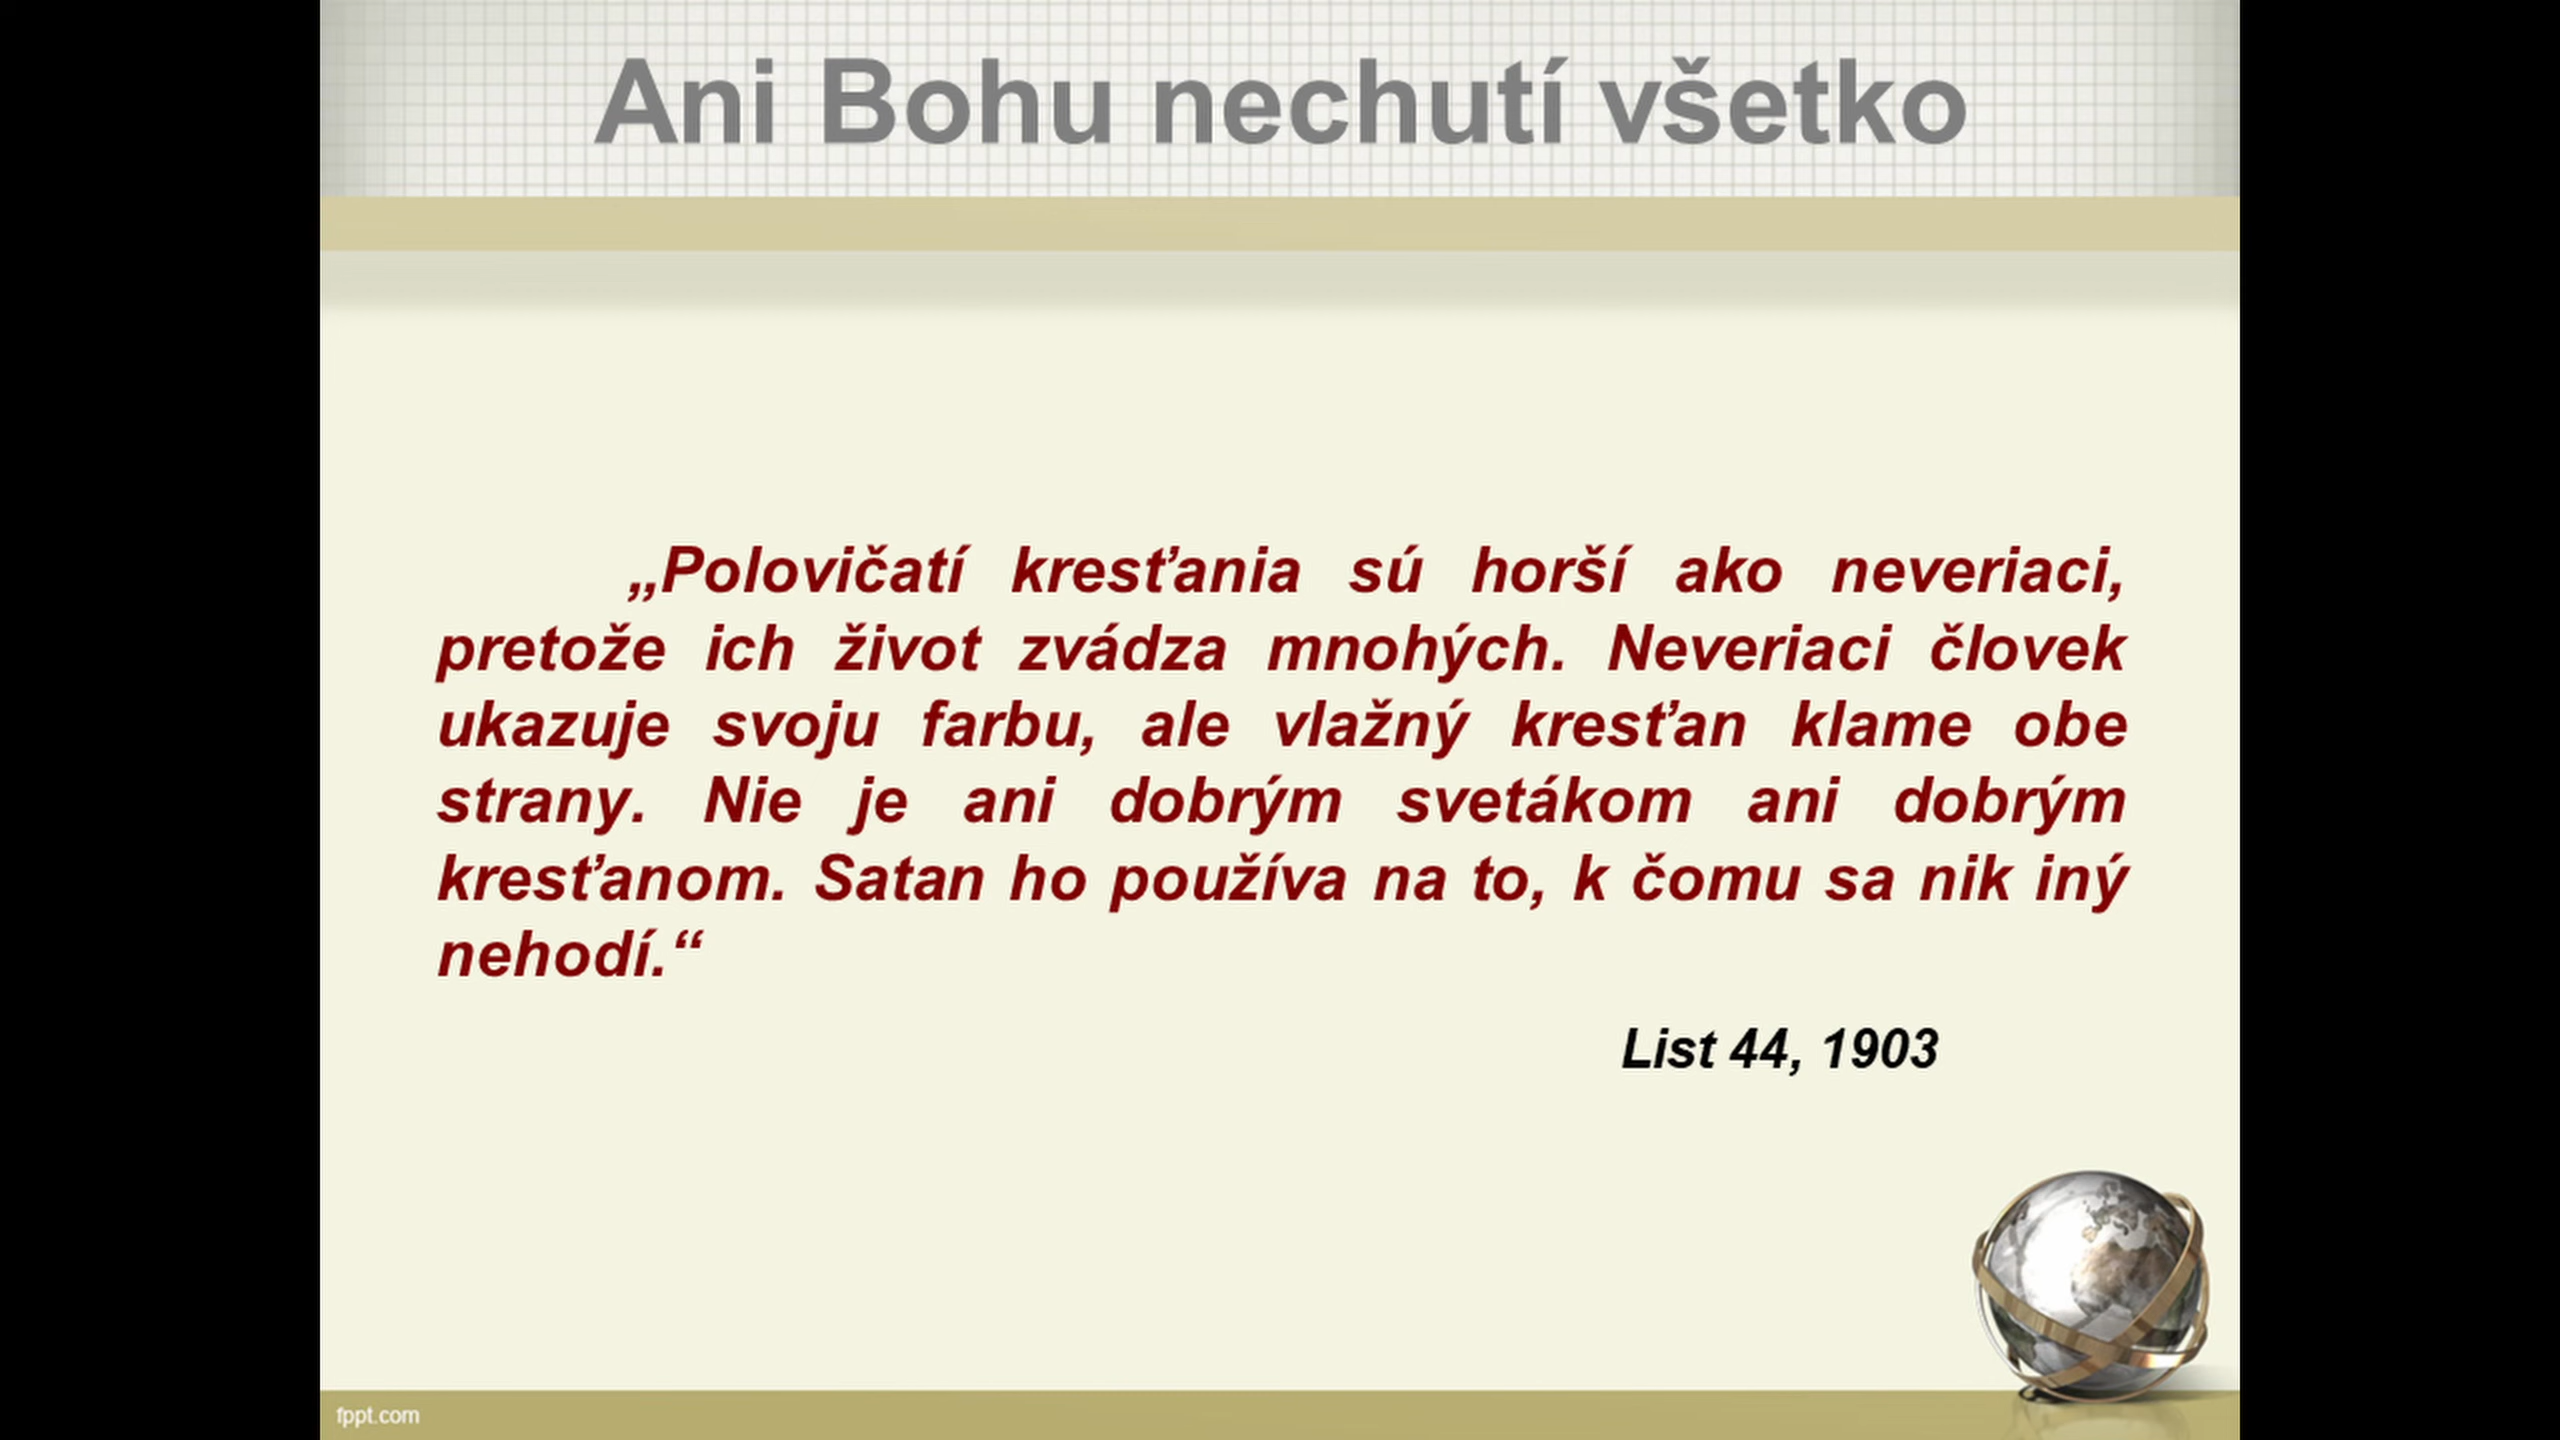 Ani Bohu nechutí všetko
„Polovičatí kresťania sú horší ako neveriaci,
pretože ich život zvádza mnohých. Neveriaci človek
ukazuje svoju farbu, ale vlažný kresťan klame obe
strany. Nie je ani dobrým svetákom ani dobrým
kresťanom. Satan ho používa na to, k čomu sa nik iný
nehodí.“
List 44, 1903
fppt.com